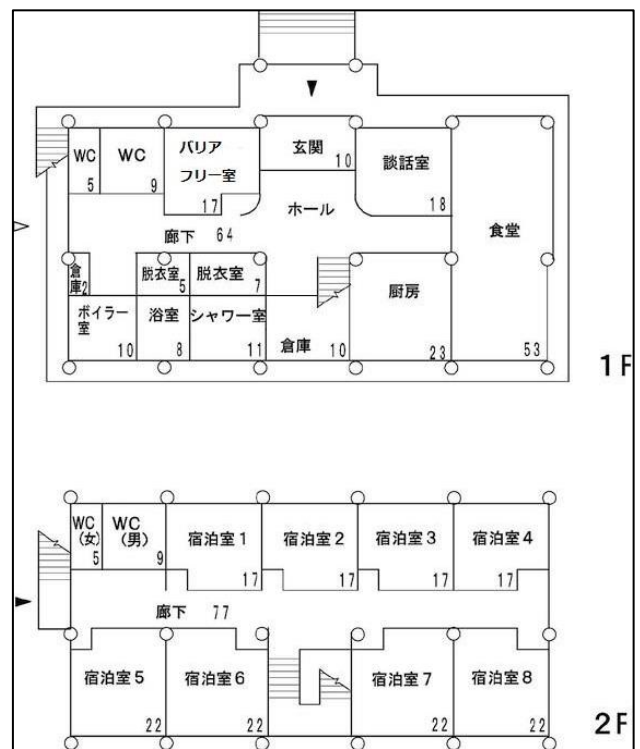 WC
5
WC
9
バリア
フリー室
17
玄関
10
談話室
18
ホール
食堂
53
廊下 64
倉
庫2
脱衣室
5
脱衣室
7
厨房
23
ボイラー
室
10
浴室
8
シャワー室
11
倉庫
10
1F
WC
(女)
5
WC
(男)
9
宿泊室1
17
宿泊室2
17
宿泊室3
17
宿泊室4
17
廊下 77
宿泊室5
22
宿泊室6
22
宿泊室7
22
宿泊室8
22
2F